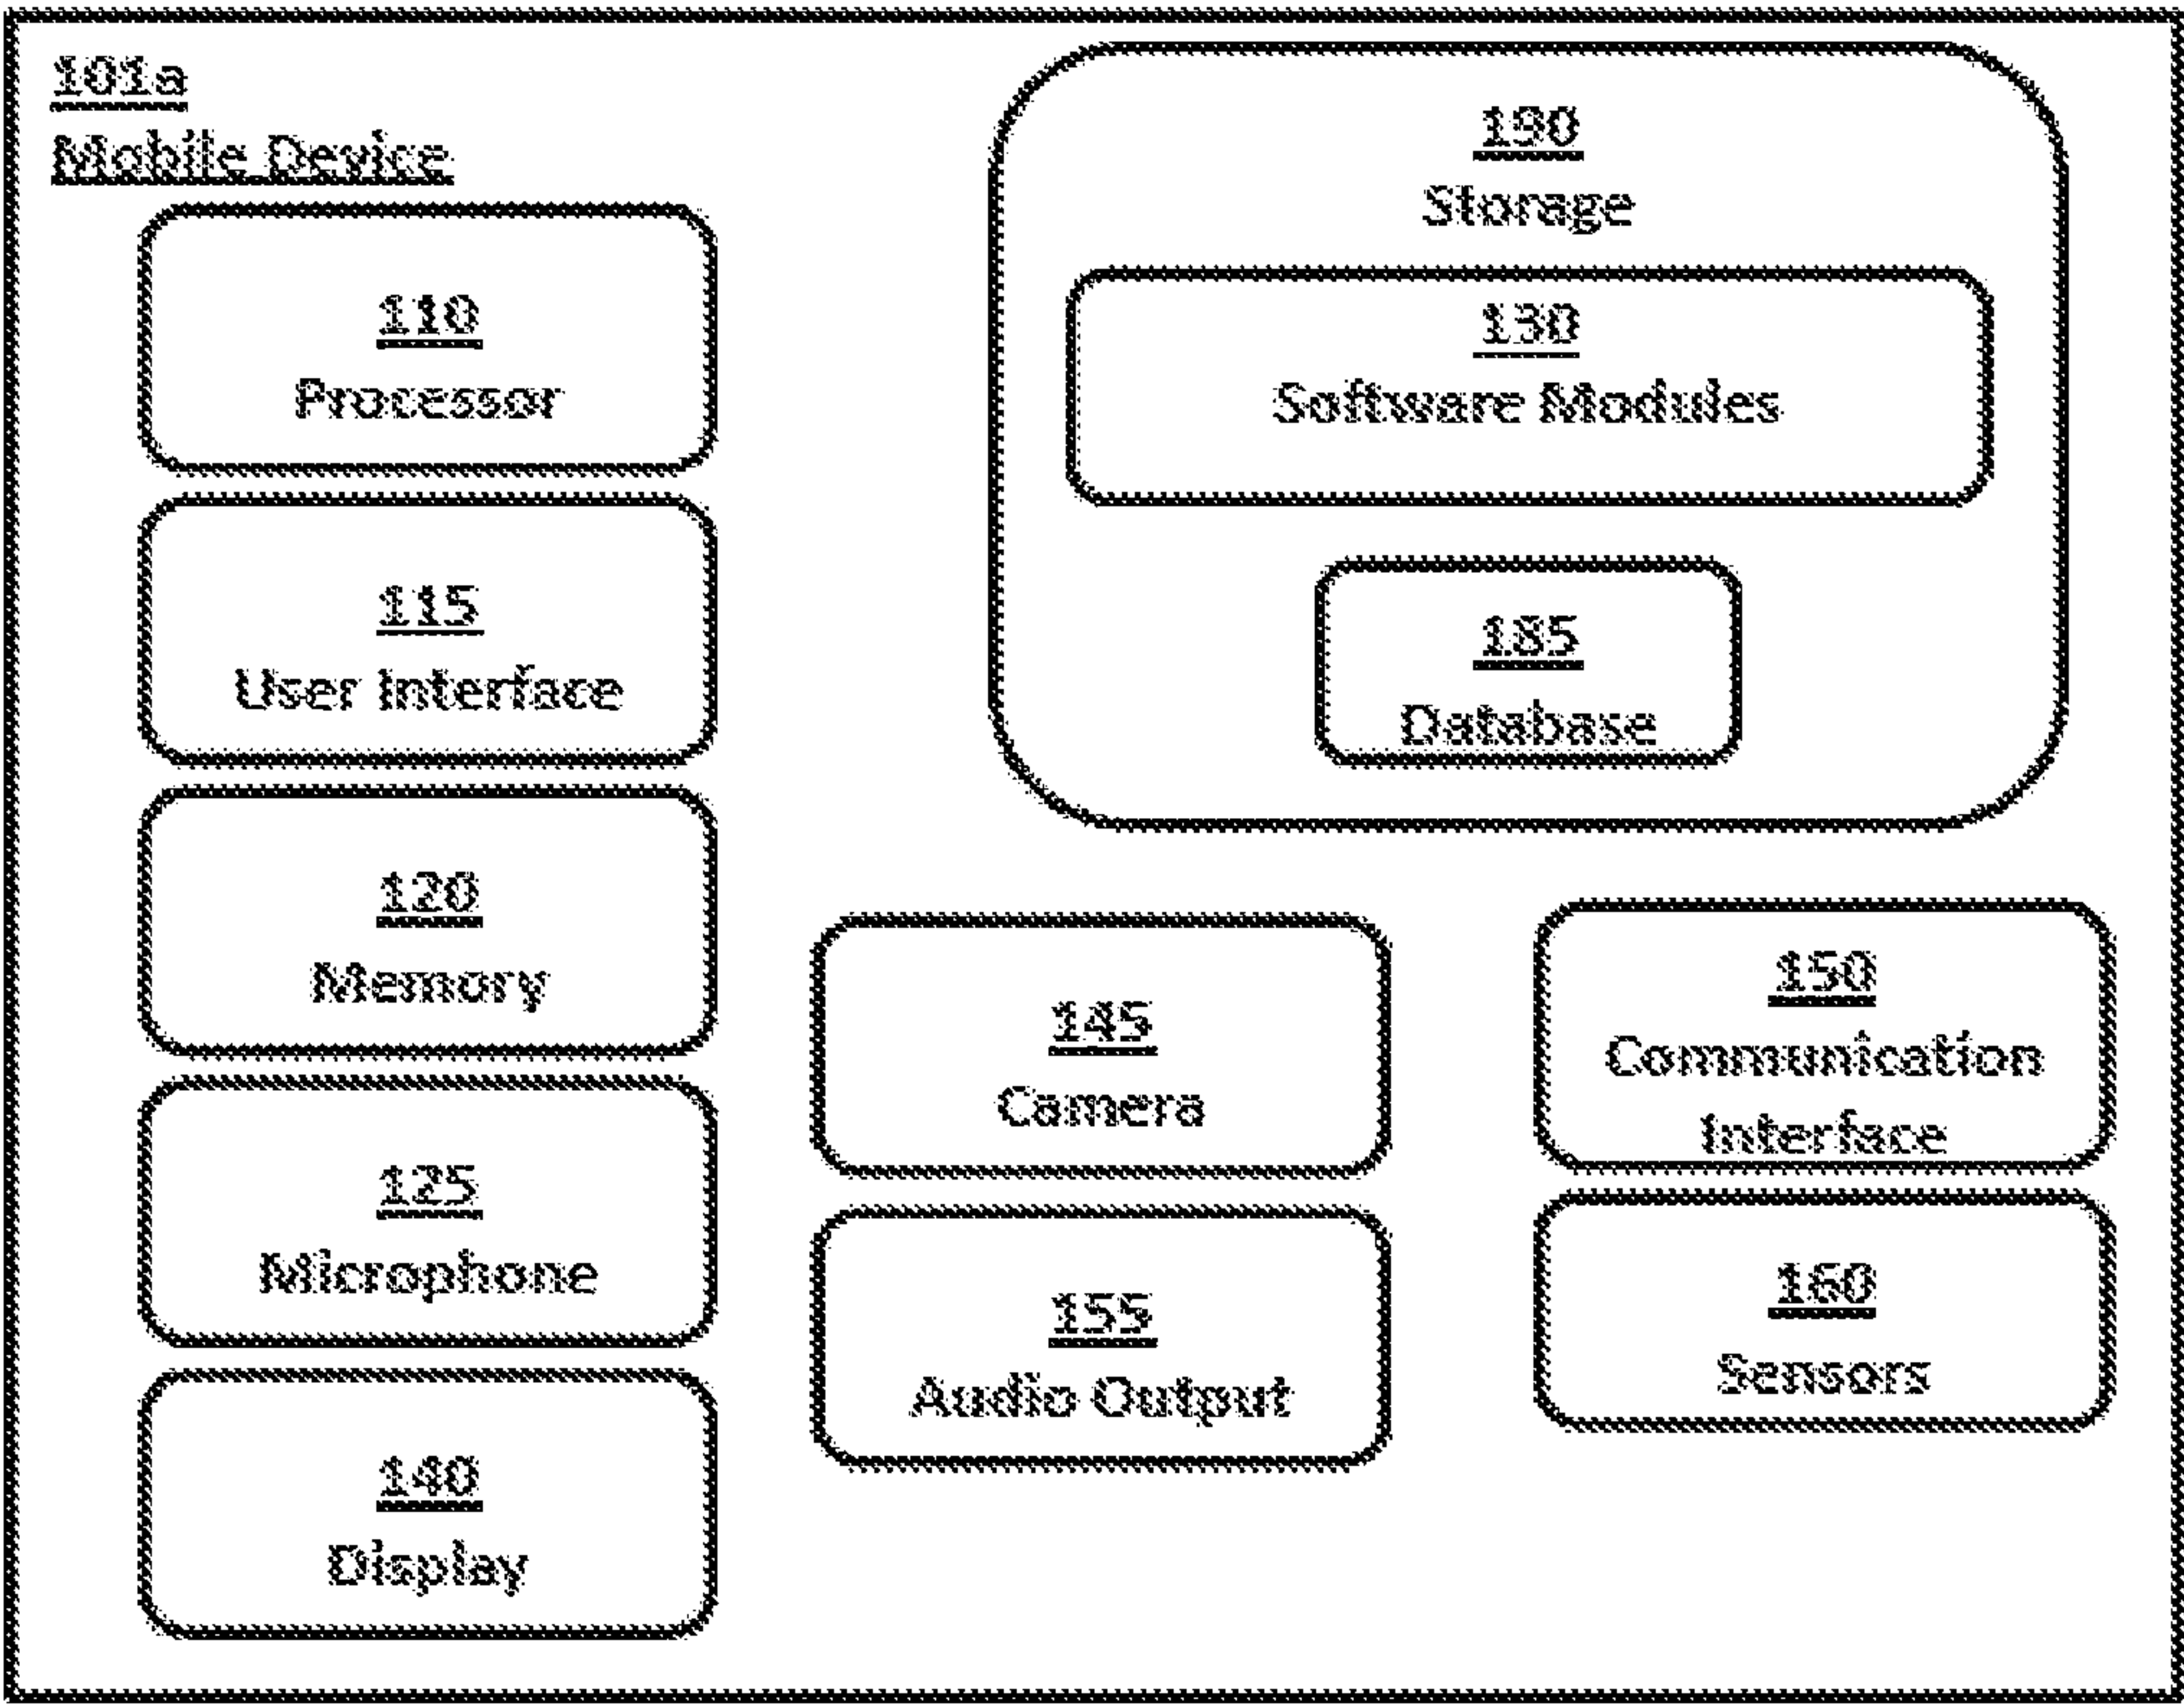 101a
Mobile Device
110
Processor
115
User Interface
120
Memory
125
Microphone
140
Display
190
Storage
130
Software Modules
185
Database
145
Camera
155
Audio Output
150
Communication
Interface
160
Sensors